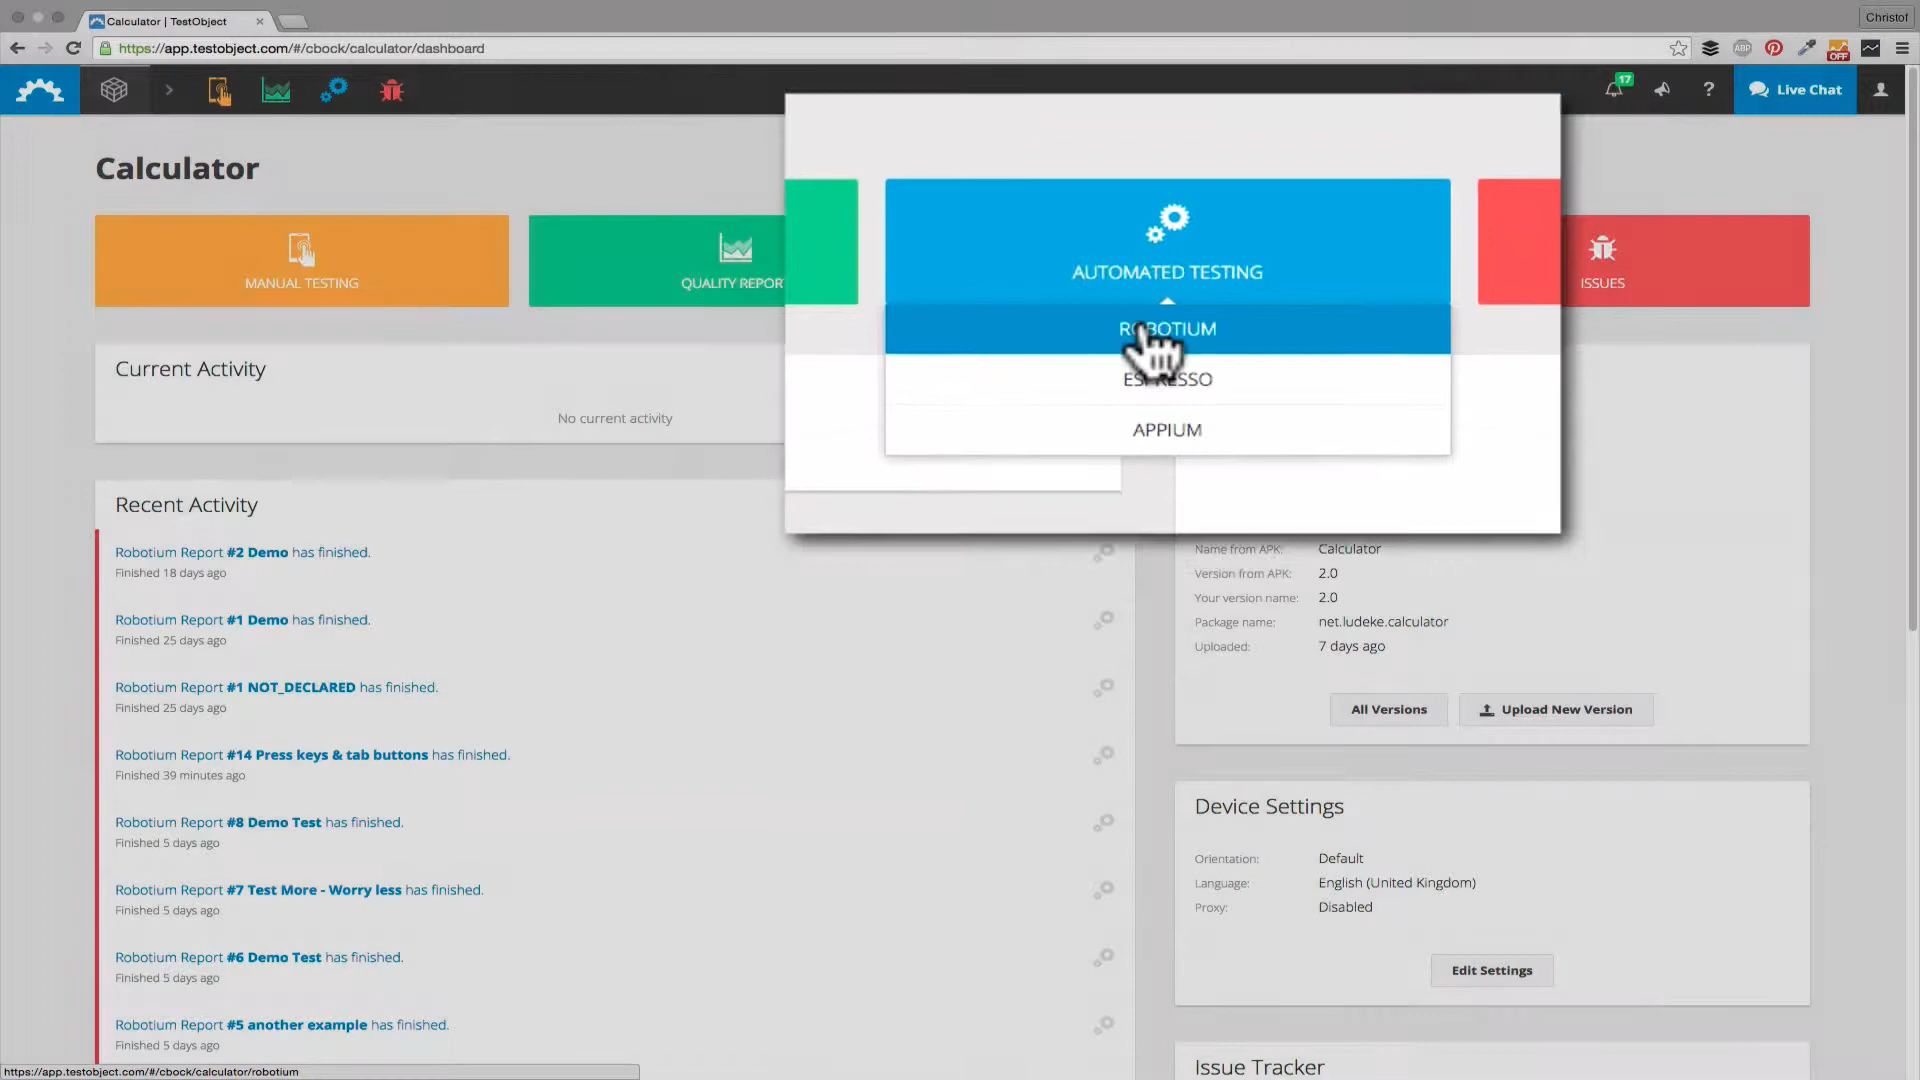 Calculator | TestObject
Christof
https://app.testobject.com/#/cbock/calculator/dashboard
ABP
OFF
17
?
Live Chat
Calculator
MANUAL TESTING
QUALITY REPOR
AUTOMATED TESTING
ISSUES
ROBOTIUM
ESPRESSO
APPIUM
Current Activity
No current activity
Recent Activity
Robotium Report #2 Demo has finished.
Finished 18 days ago
Robotium Report #1 Demo has finished.
Finished 25 days ago
Robotium Report #1 NOT_DECLARED has finished.
Finished 25 days ago
Robotium Report #14 Press keys & tab buttons has finished.
Finished 39 minutes ago
Robotium Report #8 Demo Test has finished.
Finished 5 days ago
Robotium Report #7 Test More - Worry less has finished.
Finished 5 days ago
Robotium Report #6 Demo Test has finished.
Finished 5 days ago
Robotium Report #5 another example has finished.
Finished 5 days ago
Name from APK: Calculator
Version from APK: 2.0
Your version name: 2.0
Package name: net.ludeke.calculator
Uploaded: 7 days ago
All Versions
Upload New Version
Device Settings
Orientation: Default
Language: English (United Kingdom)
Proxy: Disabled
Edit Settings
Issue Tracker
https://app.testobject.com/#/cbock/calculator/robotium